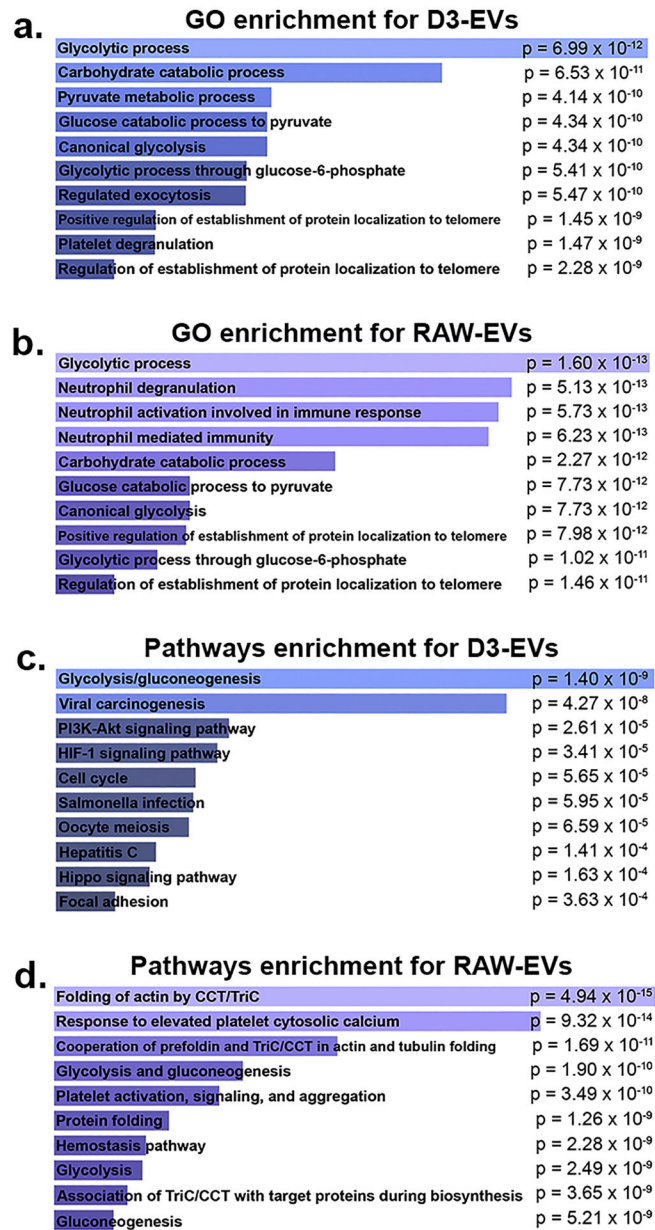 a. GO enrichment for D3-EVs
Glycolytic process p = 6.99 x 10⁻¹²
Carbohydrate catabolic process p = 6.53 x 10⁻¹¹
Pyruvate metabolic process p = 4.14 x 10⁻¹⁰
Glucose catabolic process to pyruvate p = 4.34 x 10⁻¹⁰
Canonical glycolysis p = 4.34 x 10⁻¹⁰
Glycolytic process through glucose-6-phosphate p = 5.41 x 10⁻¹⁰
Regulated exocytosis p = 5.47 x 10⁻¹⁰
Positive regulation of establishment of protein localization to telomere p = 1.45 x 10⁻⁹
Platelet degranulation p = 1.47 x 10⁻⁹
Regulation of establishment of protein localization to telomere p = 2.28 x 10⁻⁹
b. GO enrichment for RAW-EVs
Glycolytic process p = 1.60 x 10⁻¹³
Neutrophil degranulation p = 5.13 x 10⁻¹³
Neutrophil activation involved in immune response p = 5.73 x 10⁻¹³
Neutrophil mediated immunity p = 6.23 x 10⁻¹³
Carbohydrate catabolic process p = 2.27 x 10⁻¹²
Glucose catabolic process to pyruvate p = 7.73 x 10⁻¹²
Canonical glycolysis p = 7.73 x 10⁻¹²
Positive regulation of establishment of protein localization to telomere p = 7.98 x 10⁻¹²
Glycolytic process through glucose-6-phosphate p = 1.02 x 10⁻¹¹
Regulation of establishment of protein localization to telomere p = 1.46 x 10⁻¹¹
c. Pathways enrichment for D3-EVs
Glycolysis/gluconeogenesis p = 1.40 x 10⁻⁹
Viral carcinogenesis p = 4.27 x 10⁻⁸
PI3K-Akt signaling pathway p = 2.61 x 10⁻⁵
HIF-1 signaling pathway p = 3.41 x 10⁻⁵
Cell cycle p = 5.65 x 10⁻⁵
Salmonella infection p = 5.95 x 10⁻⁵
Oocyte meiosis p = 6.59 x 10⁻⁵
Hepatitis C p = 1.41 x 10⁻⁴
Hippo signaling pathway p = 1.63 x 10⁻⁴
Focal adhesion p = 3.63 x 10⁻⁴
d. Pathways enrichment for RAW-EVs
Folding of actin by CCT/TriC p = 4.94 x 10⁻¹⁵
Response to elevated platelet cytosolic calcium p = 9.32 x 10⁻¹⁴
Cooperation of prefoldin and TriC/CCT in actin and tubulin folding p = 1.69 x 10⁻¹¹
Glycolysis and gluconeogenesis p = 1.90 x 10⁻¹⁰
Platelet activation, signaling, and aggregation p = 3.49 x 10⁻¹⁰
Protein folding p = 1.26 x 10⁻⁹
Hemostasis pathway p = 2.28 x 10⁻⁹
Glycolysis p = 2.49 x 10⁻⁹
Association of TriC/CCT with target proteins during biosynthesis p = 3.65 x 10⁻⁹
Gluconeogenesis p = 5.21 x 10⁻⁹